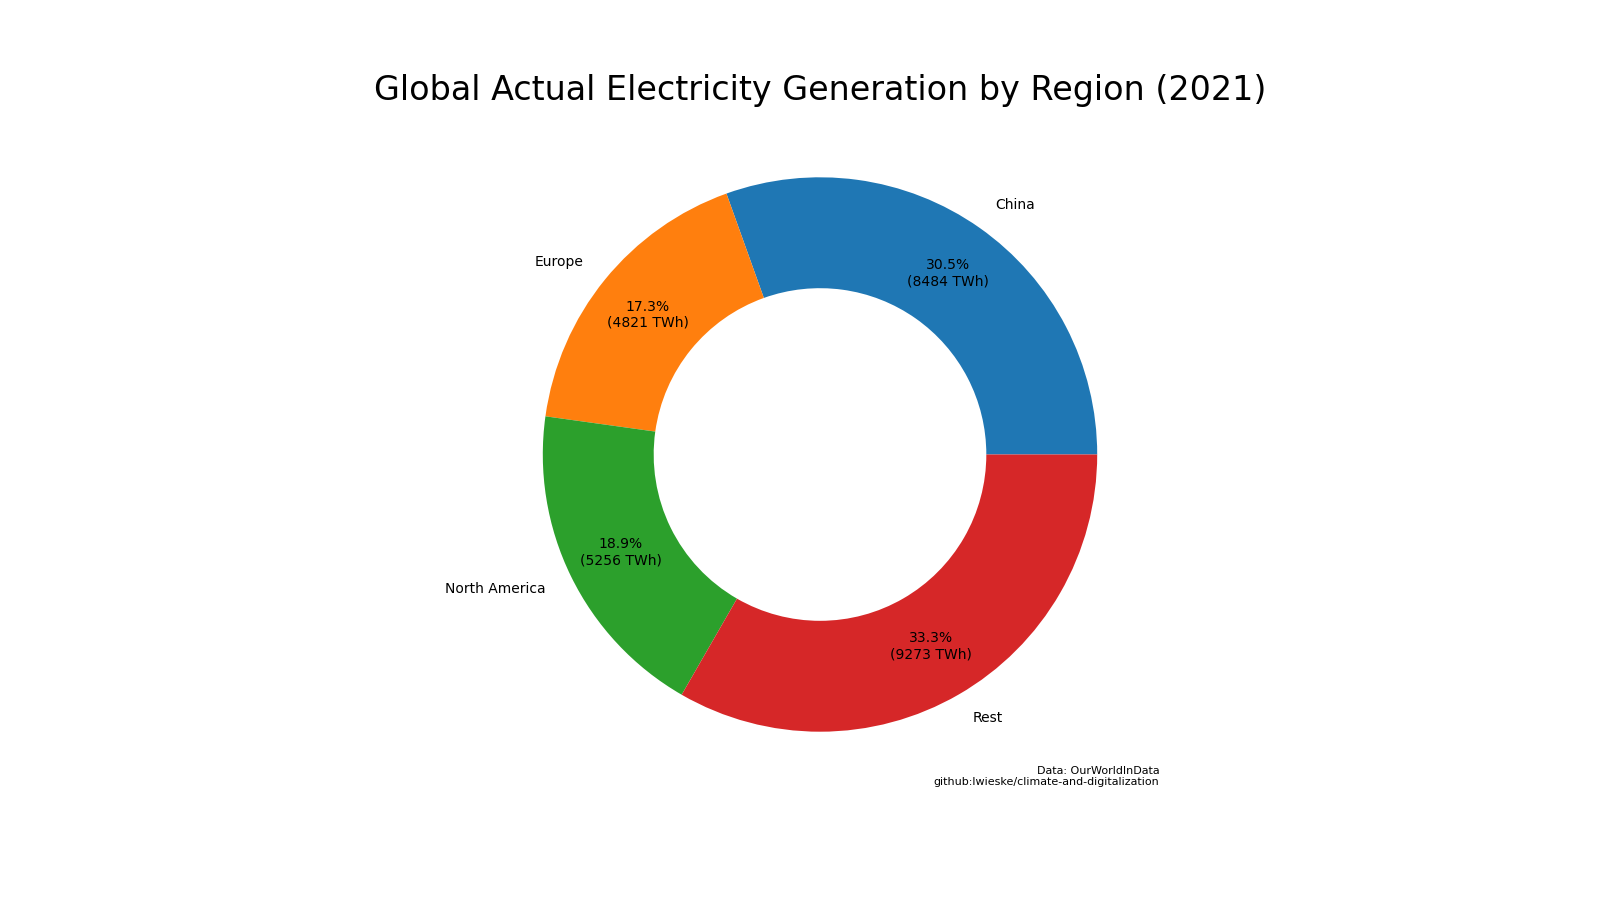 Global Actual Electricity Generation by Region (2021)
China
30.5%
(8484 TWh)
Europe
17.3%
(4821 TWh)
18.9%
(5256 TWh)
North America
33.3%
(9273 TWh)
Rest
Data: OurWorldInData
github:lwieske/climate-and-digitalization